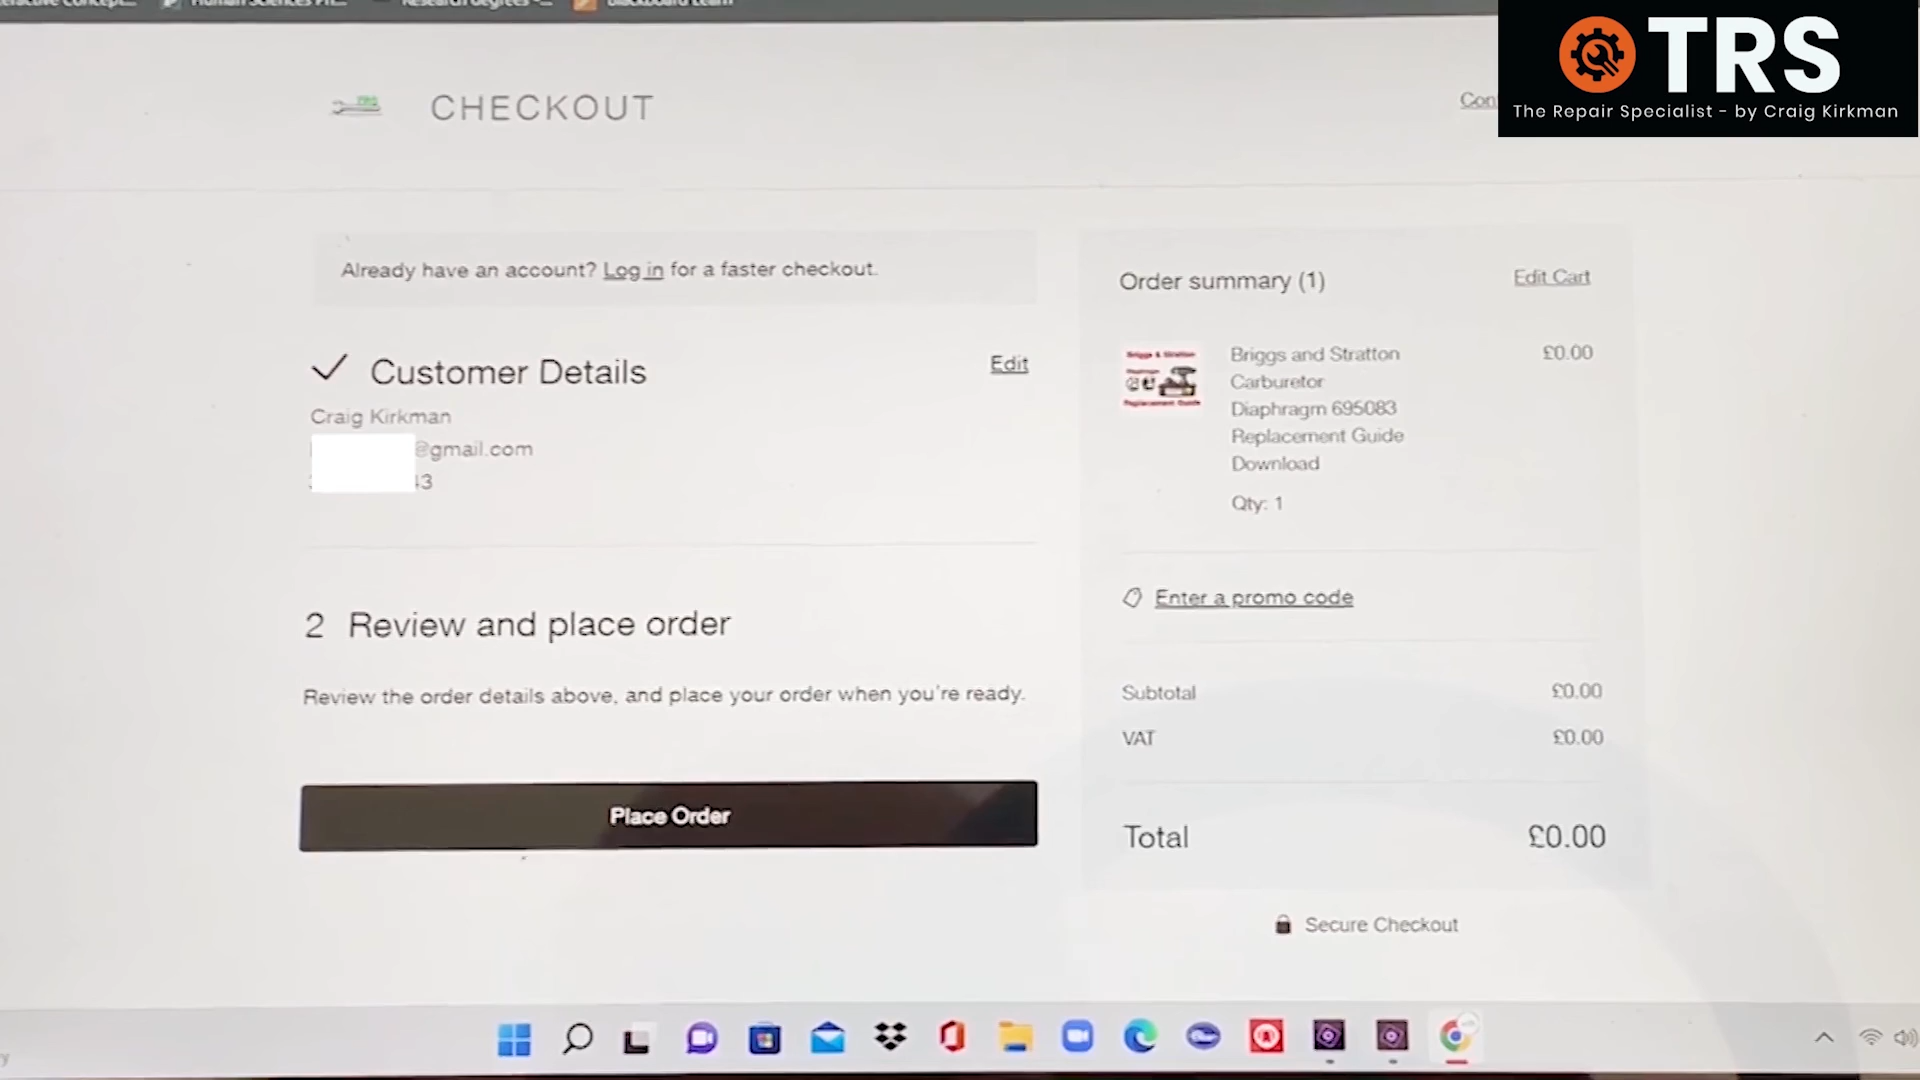 TRS
The Repair Specialist - by Craig Kirkman
CHECKOUT
Already have an account? Log in for a faster checkout.
Customer Details
Edit
Craig Kirkman
@gmail.com
3
2 Review and place order
Review the order details above, and place your order when you're ready.
Place Order
Order summary (1)
Edit Cart
Briggs and Stratton
Carburetor
Diaphragm 695083
Replacement Guide
Download
£0.00
Qty: 1
Enter a promo code
Subtotal £0.00
VAT £0.00
Total £0.00
Secure Checkout